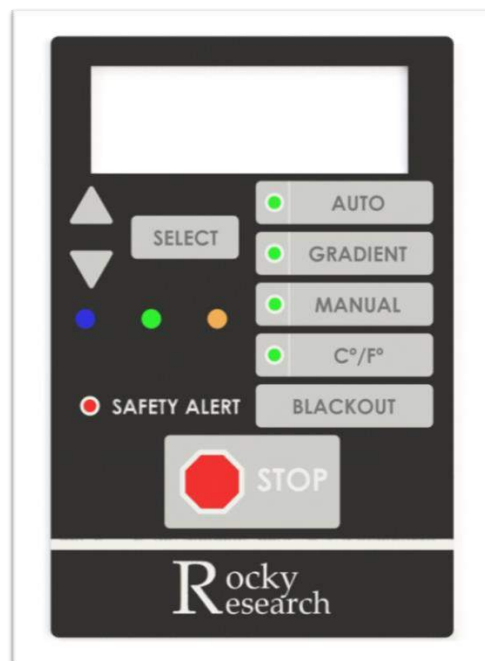 AUTO
SELECT
GRADIENT
MANUAL
C°/F°
SAFETY ALERT
BLACKOUT
STOP
Rocky
Research